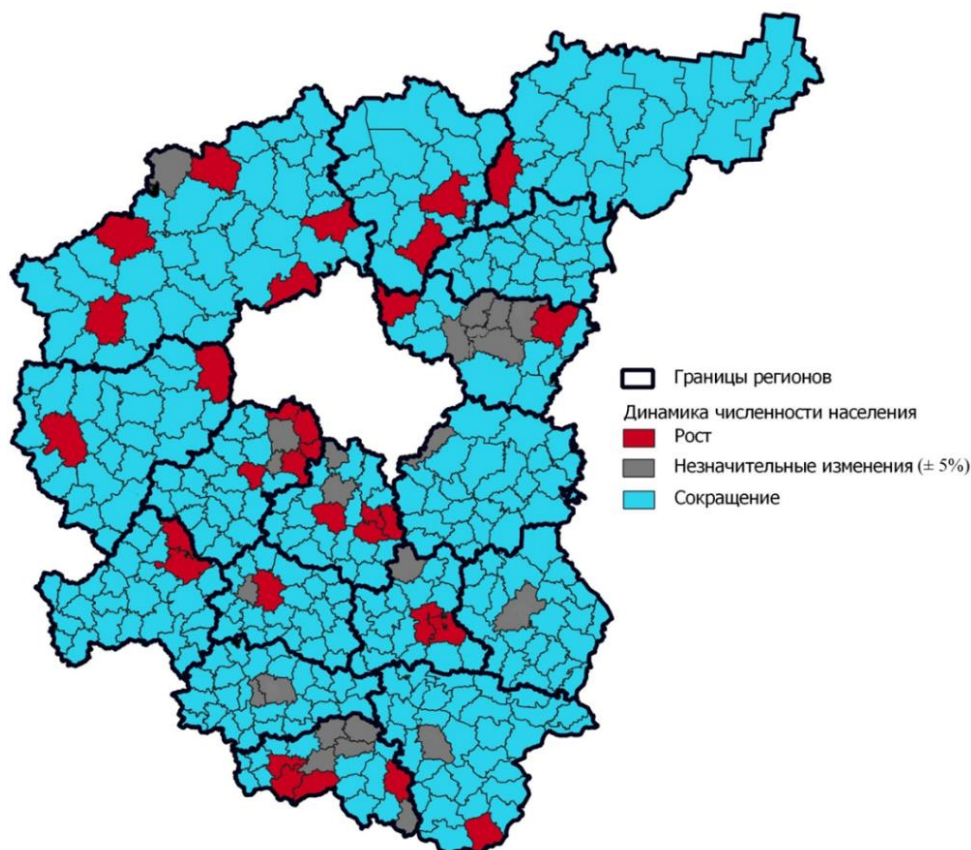 Границы регионов
Динамика численности населения
Рост
Незначительные изменения (± 5%)
Сокращение